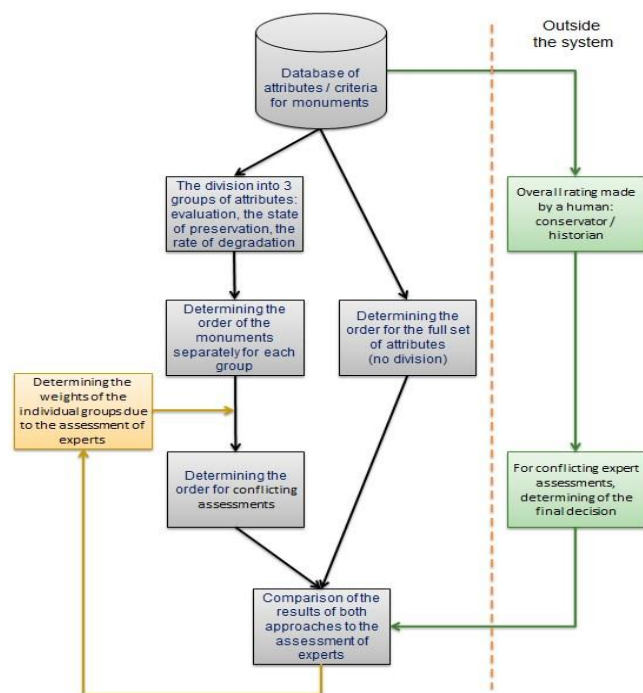 Outside
the system
Database of
attributes / criteria
for monuments
The division into 3
groups of attributes:
evaluation, the state
of preservation, the
rate of degradation
Overall rating made
by a human:
conservator /
historian
Determining the
order of the
monuments
separately for each
group
Determining the
order for the full set
of attributes
(no division)
Determining the
weights of the
individual groups due
to the assessment of
experts
Determining the
order for conflicting
assessments
For conflicting expert
assessments,
determining of the
final decision
Comparison of the
results of both
approaches to the
assessment of
experts